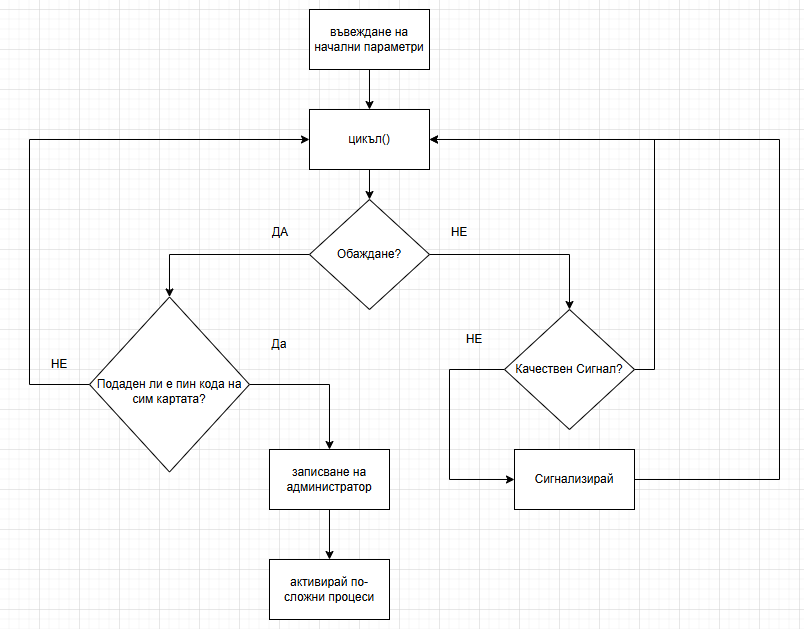 въвеждане на
начални параметри
цикъл()
ДА
Обаждане?
НЕ
НЕ
Подаден ли е пин кода на
сим картата?
Да
НЕ
Качествен Сигнал?
записване на
администратор
Сигнализирай
активирай по-
сложни процеси